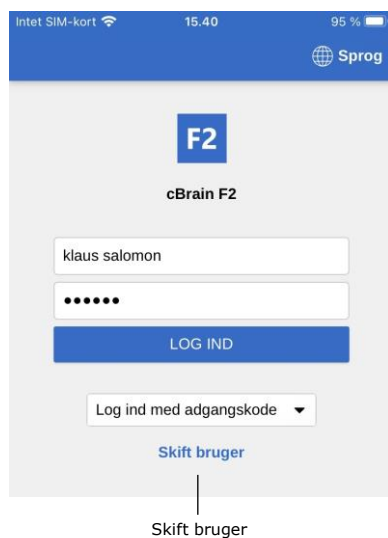 Intet SIM-kort 15.40 95 %
Sprog
F2
cBrain F2
klaus salomon
••••••
LOG IND
Log ind med adgangskode
Skift bruger
Skift bruger